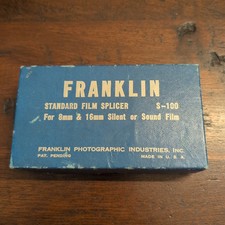 FRANKLIN
STANDARD FILM SPLICER S-100
For 8mm & 16mm Silent or Sound Film
FRANKLIN PHOTOGRAPHIC INDUSTRIES, INC.
PAT. PENDING MADE IN U. S. A.